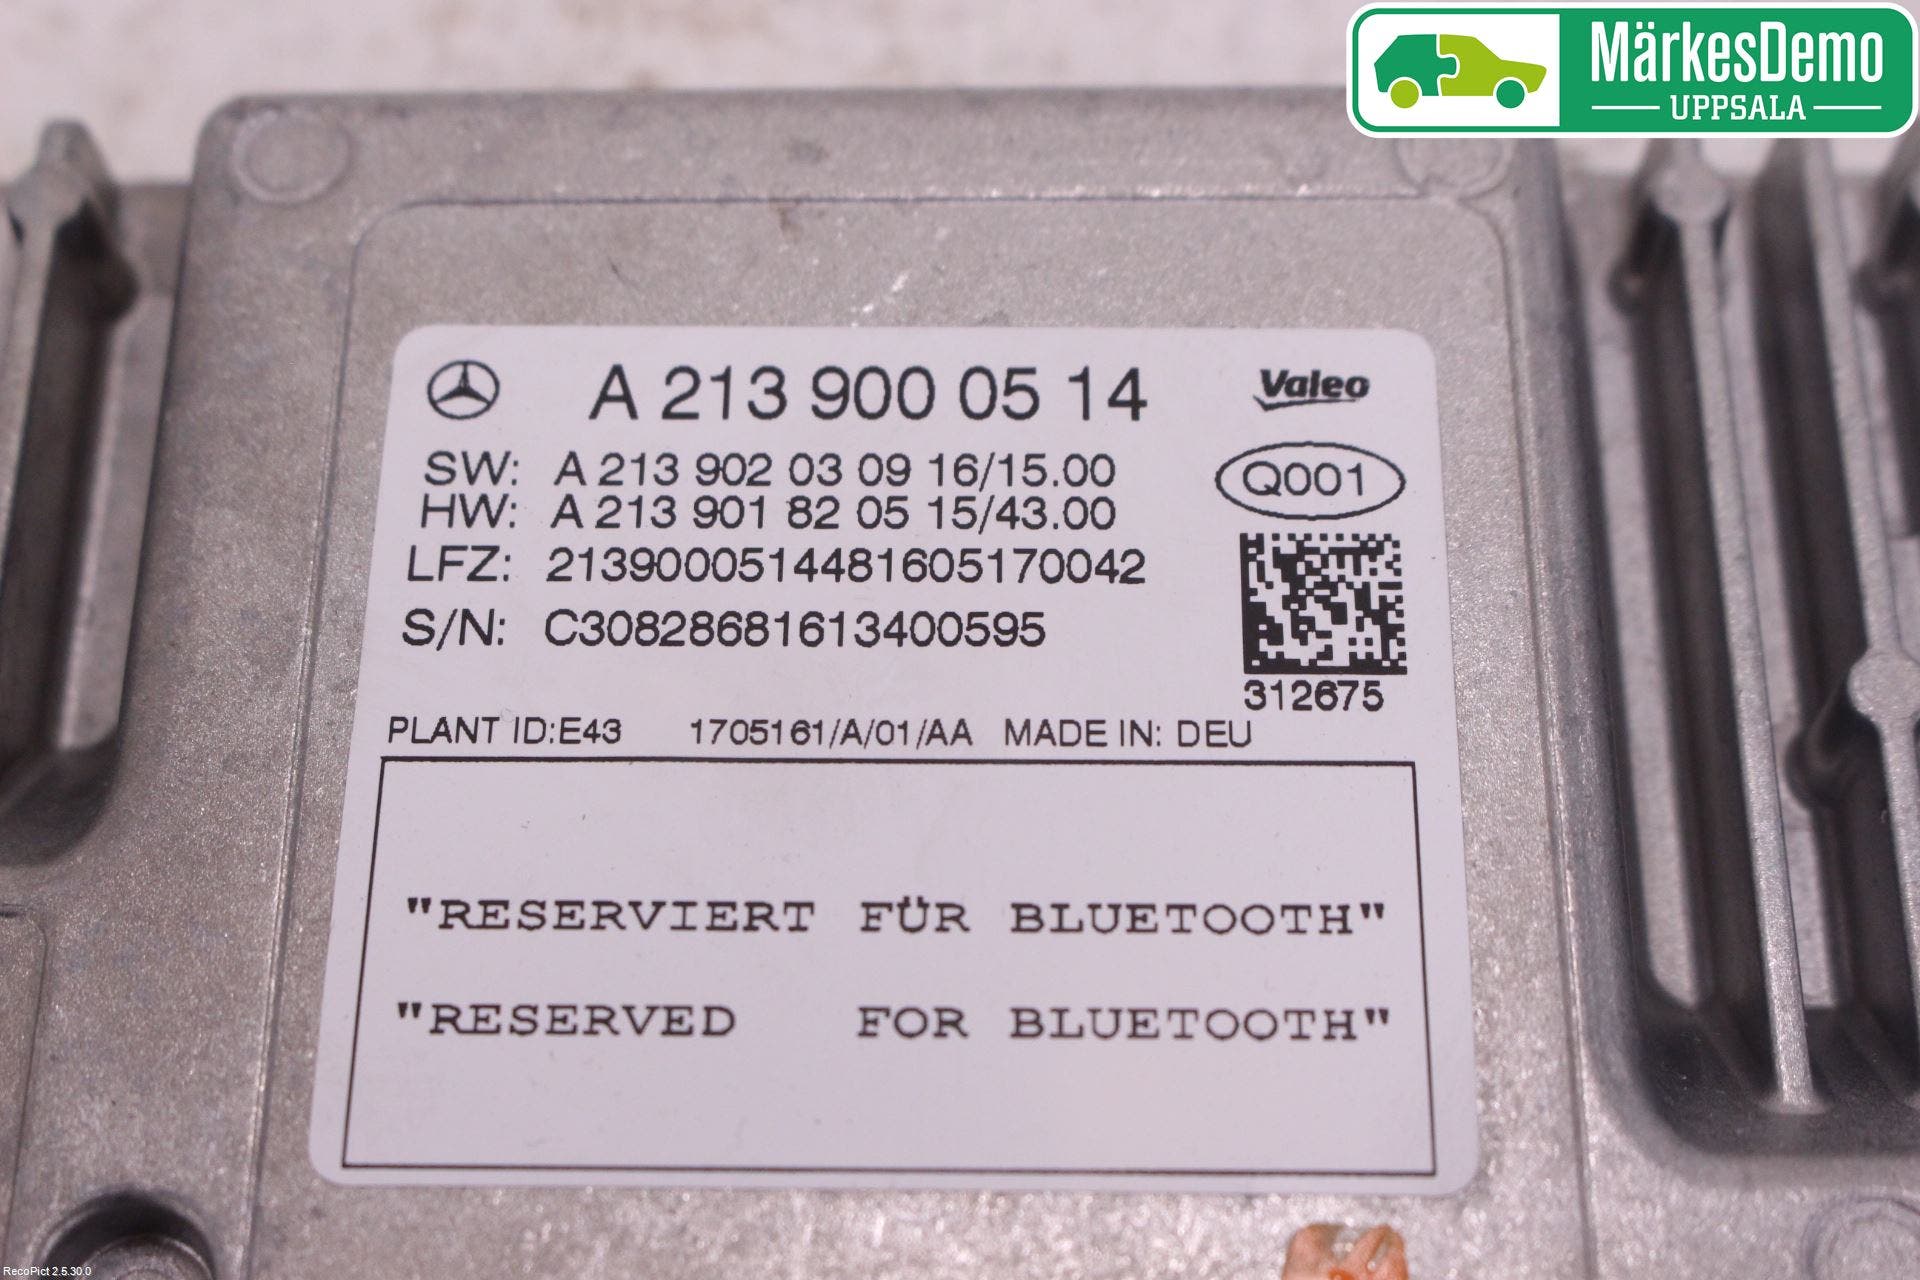 MärkesDemo
UPPSALA
A 213 900 05 14
Valeo
SW: A 213 902 03 09 16/15.00
Q001
HW: A 213 901 82 05 15/43.00
LFZ: 2139000514481605170042
S/N: C30828681613400595
312675
PLANT ID:E43 1705161/A/01/AA MADE IN: DEU
"RESERVIERT FÜR BLUETOOTH"
"RESERVED FOR BLUETOOTH"
RecoPict 2.5.30.0